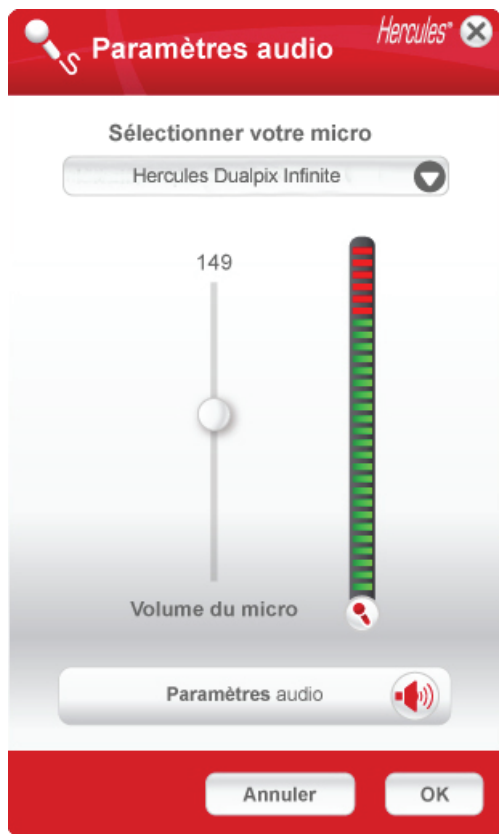 Paramètres audio
Hercules®
Sélectionner votre micro
Hercules Dualpix Infinite
149
Volume du micro
Paramètres audio
Annuler
OK